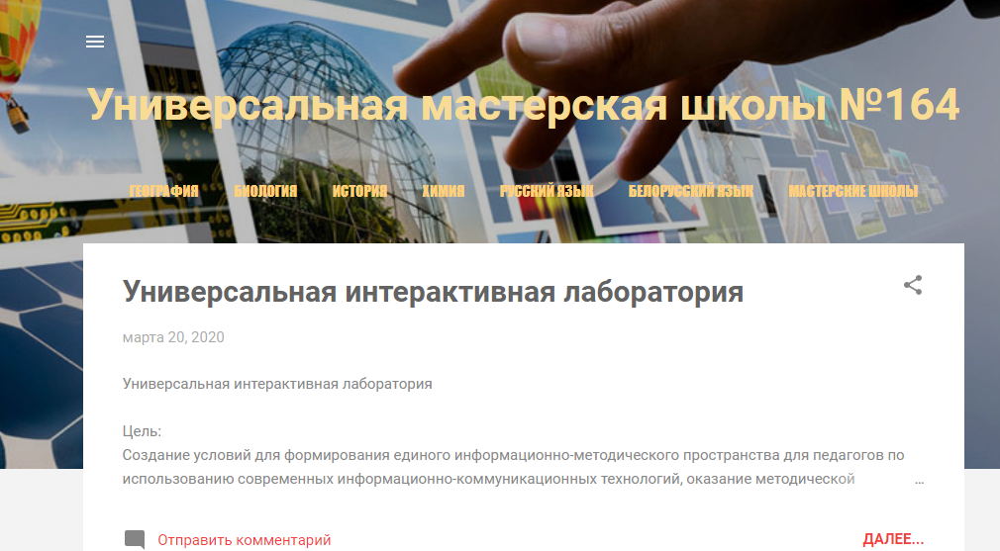 Универсальная мастерская школы №164
ГЕОГРАФИЯ БИОЛОГИЯ ИСТОРИЯ ХИМИЯ РУССКИЙ ЯЗЫК БЕЛОРУССКИЙ ЯЗЫК МАСТЕРСКИЕ ШКОЛЫ
Универсальная интерактивная лаборатория
марта 20, 2020
Универсальная интерактивная лаборатория
Цель:
Создание условий для формирования единого информационно-методического пространства для педагогов по
использованию современных информационно-коммуникационных технологий, оказание методической ...
Отправить комментарий ДАЛЕЕ...